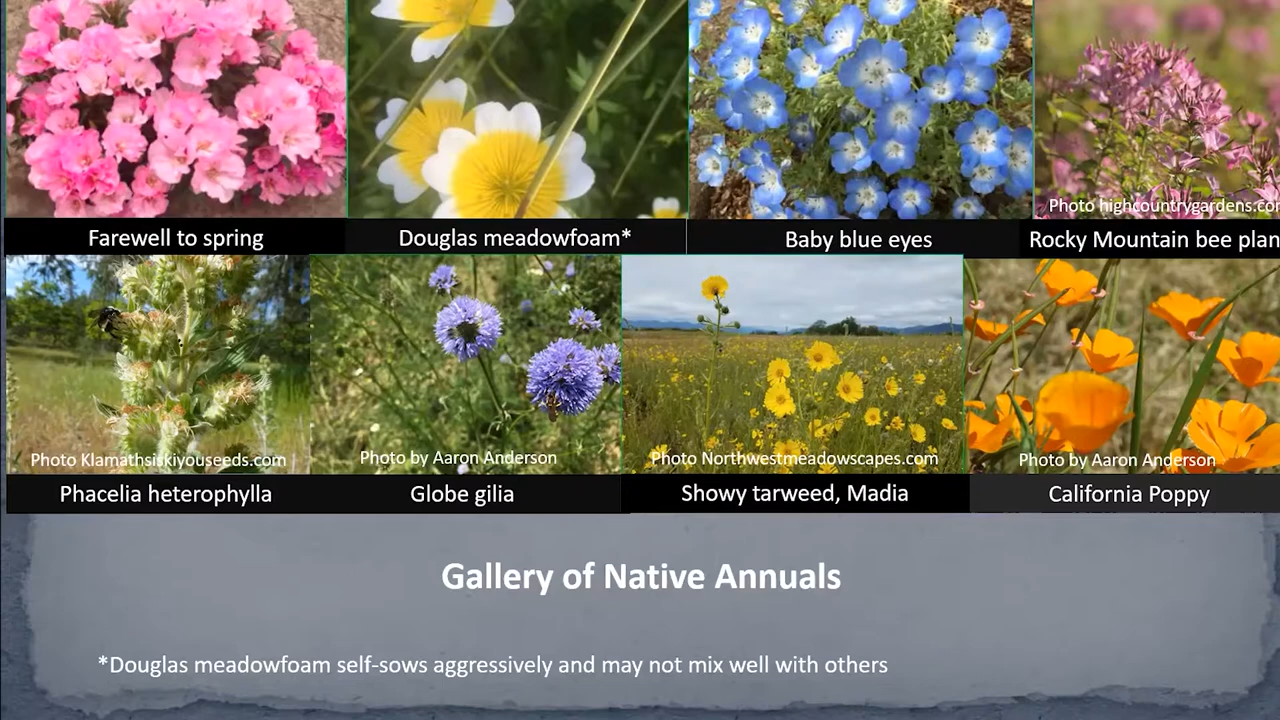 Photo highcountrygardens.co
Farewell to spring
Douglas meadowfoam*
Baby blue eyes
Rocky Mountain bee plan
Photo Klamathsiskiyouseeds.com
Photo by Aaron Anderson
Photo Northwestmeadowscapes.com
Photo by Aaron Anderson
Phacelia heterophylla
Globe gilia
Showy tarweed, Madia
California Poppy
Gallery of Native Annuals
*Douglas meadowfoam self-sows aggressively and may not mix well with others